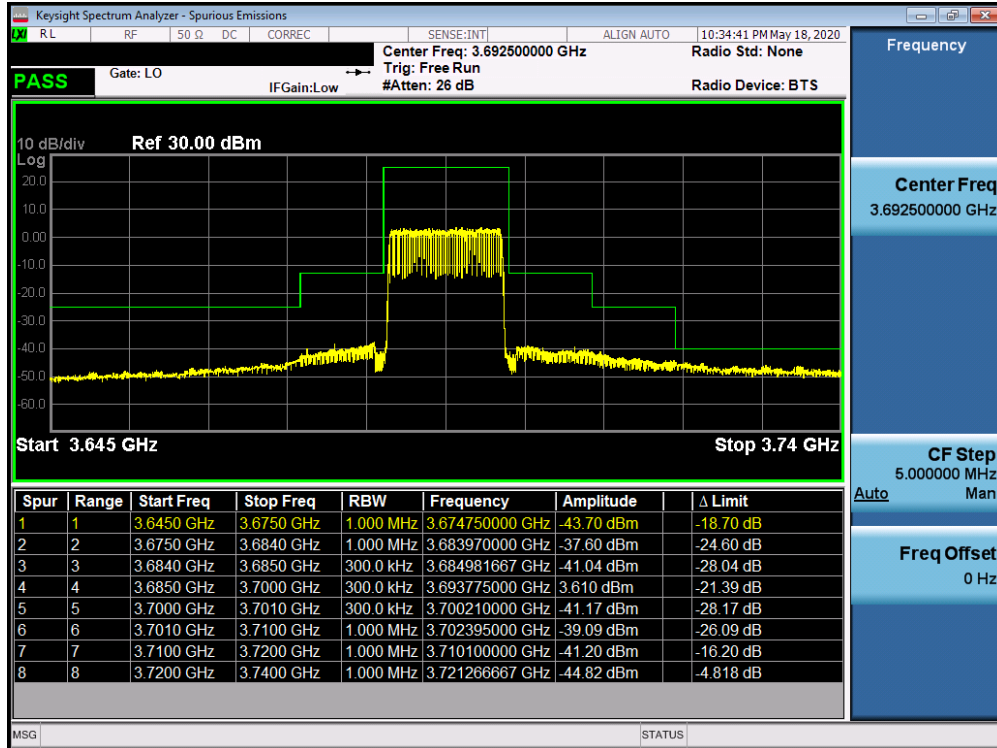 Keysight Spectrum Analyzer - Spurious Emissions
LXI RL RF 50 Ω DC CORREC SENSE:INT ALIGN AUTO 10:34:41 PM May 18, 2020
Center Freq: 3.692500000 GHz Radio Std: None
PASS Gate: LO Trig: Free Run
IFGain:Low #Atten: 26 dB Radio Device: BTS
10 dB/div Ref 30.00 dBm
Log
20.0
10.0
0.00
-10.0
-20.0
-30.0
-40.0
-50.0
-60.0
Start 3.645 GHz Stop 3.74 GHz
Spur Range Start Freq Stop Freq RBW Frequency Amplitude Δ Limit
1 1 3.6450 GHz 3.6750 GHz 1.000 MHz 3.674750000 GHz -43.70 dBm -18.70 dB
2 2 3.6750 GHz 3.6840 GHz 1.000 MHz 3.683970000 GHz -37.60 dBm -24.60 dB
3 3 3.6840 GHz 3.6850 GHz 300.0 kHz 3.684981667 GHz -41.04 dBm -28.04 dB
4 4 3.6850 GHz 3.7000 GHz 300.0 kHz 3.693775000 GHz 3.610 dBm -21.39 dB
5 5 3.7000 GHz 3.7010 GHz 300.0 kHz 3.700210000 GHz -41.17 dBm -28.17 dB
6 6 3.7010 GHz 3.7100 GHz 1.000 MHz 3.702395000 GHz -39.09 dBm -26.09 dB
7 7 3.7100 GHz 3.7200 GHz 1.000 MHz 3.710100000 GHz -41.20 dBm -16.20 dB
8 8 3.7200 GHz 3.7400 GHz 1.000 MHz 3.721266667 GHz -44.82 dBm -4.818 dB
MSG STATUS
Frequency
Center Freq
3.692500000 GHz
CF Step
5.000000 MHz
Auto Man
Freq Offset
0 Hz